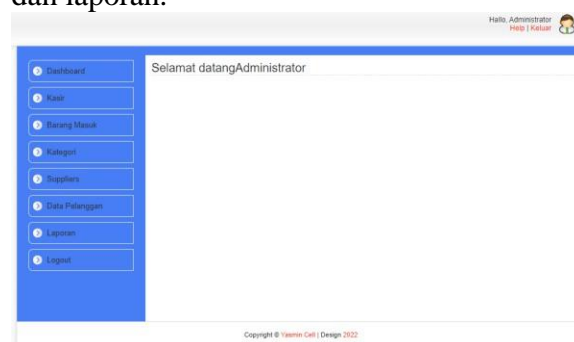 dan laporan.
Hallo, Administrator
Help | Keluar
Selamat datangAdministrator
Dashboard
Kasir
Barang Masuk
Kategori
Suppliers
Data Pelanggan
Laporan
Logout
Copyright © Yasmin Cell | Design 2022